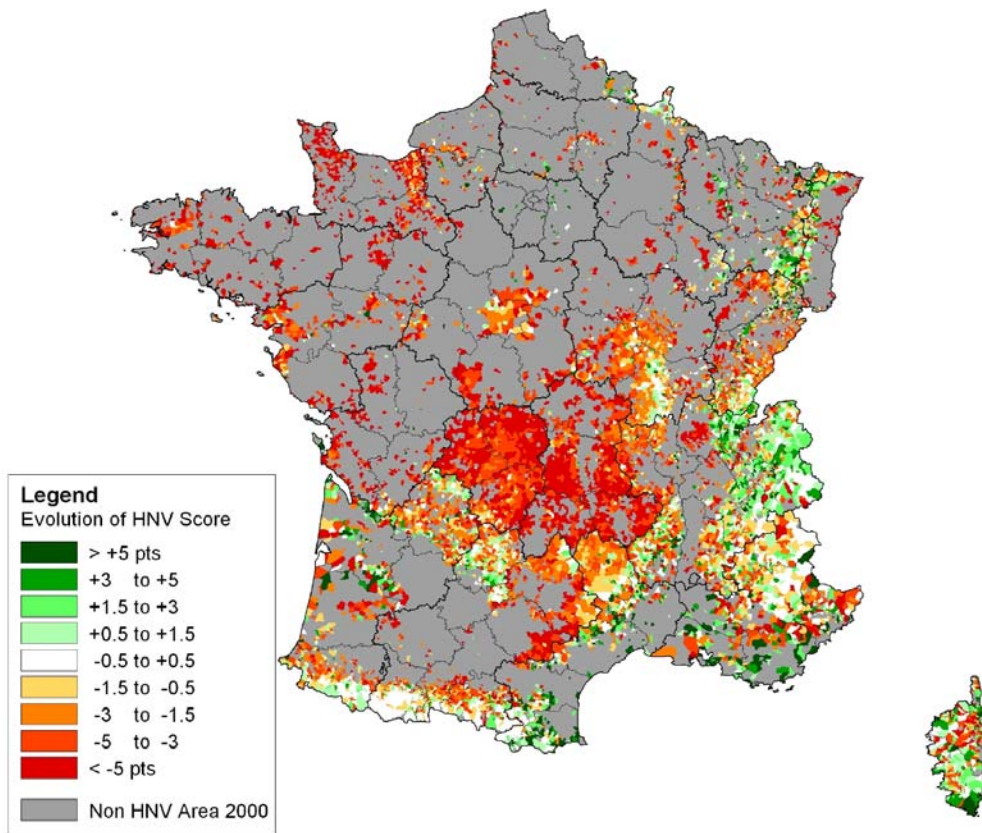 Legend
Evolution of HNV Score
> +5 pts
+3 to +5
+1.5 to +3
+0.5 to +1.5
-0.5 to +0.5
-1.5 to -0.5
-3 to -1.5
-5 to -3
< -5 pts
Non HNV Area 2000